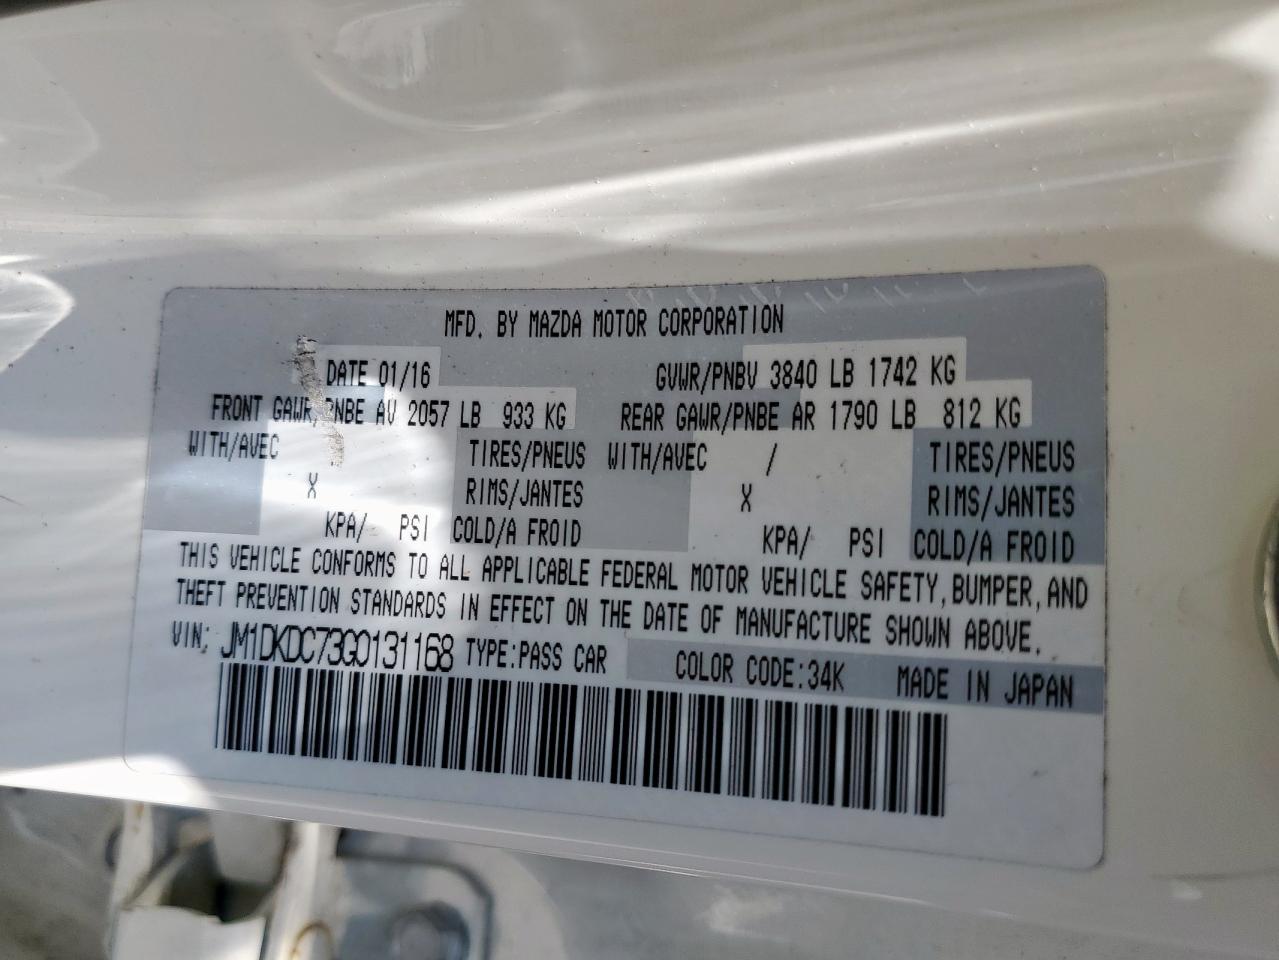 MFD. BY MAZDA MOTOR CORPORATION
DATE 01/16 GVWR/PNBV 3840 LB 1742 KG
FRONT GAWR/PNBE AV 2057 LB 933 KG REAR GAWR/PNBE AR 1790 LB 812 KG
WITH/AVEC TIRES/PNEUS WITH/AVEC / TIRES/PNEUS
X RIMS/JANTES X RIMS/JANTES
KPA/ PSI COLD/A FROID KPA/ PSI COLD/A FROID
THIS VEHICLE CONFORMS TO ALL APPLICABLE FEDERAL MOTOR VEHICLE SAFETY, BUMPER, AND
THEFT PREVENTION STANDARDS IN EFFECT ON THE DATE OF MANUFACTURE SHOWN ABOVE.
VIN: JM1DKDC73G0131168 TYPE:PASS CAR COLOR CODE:34K MADE IN JAPAN